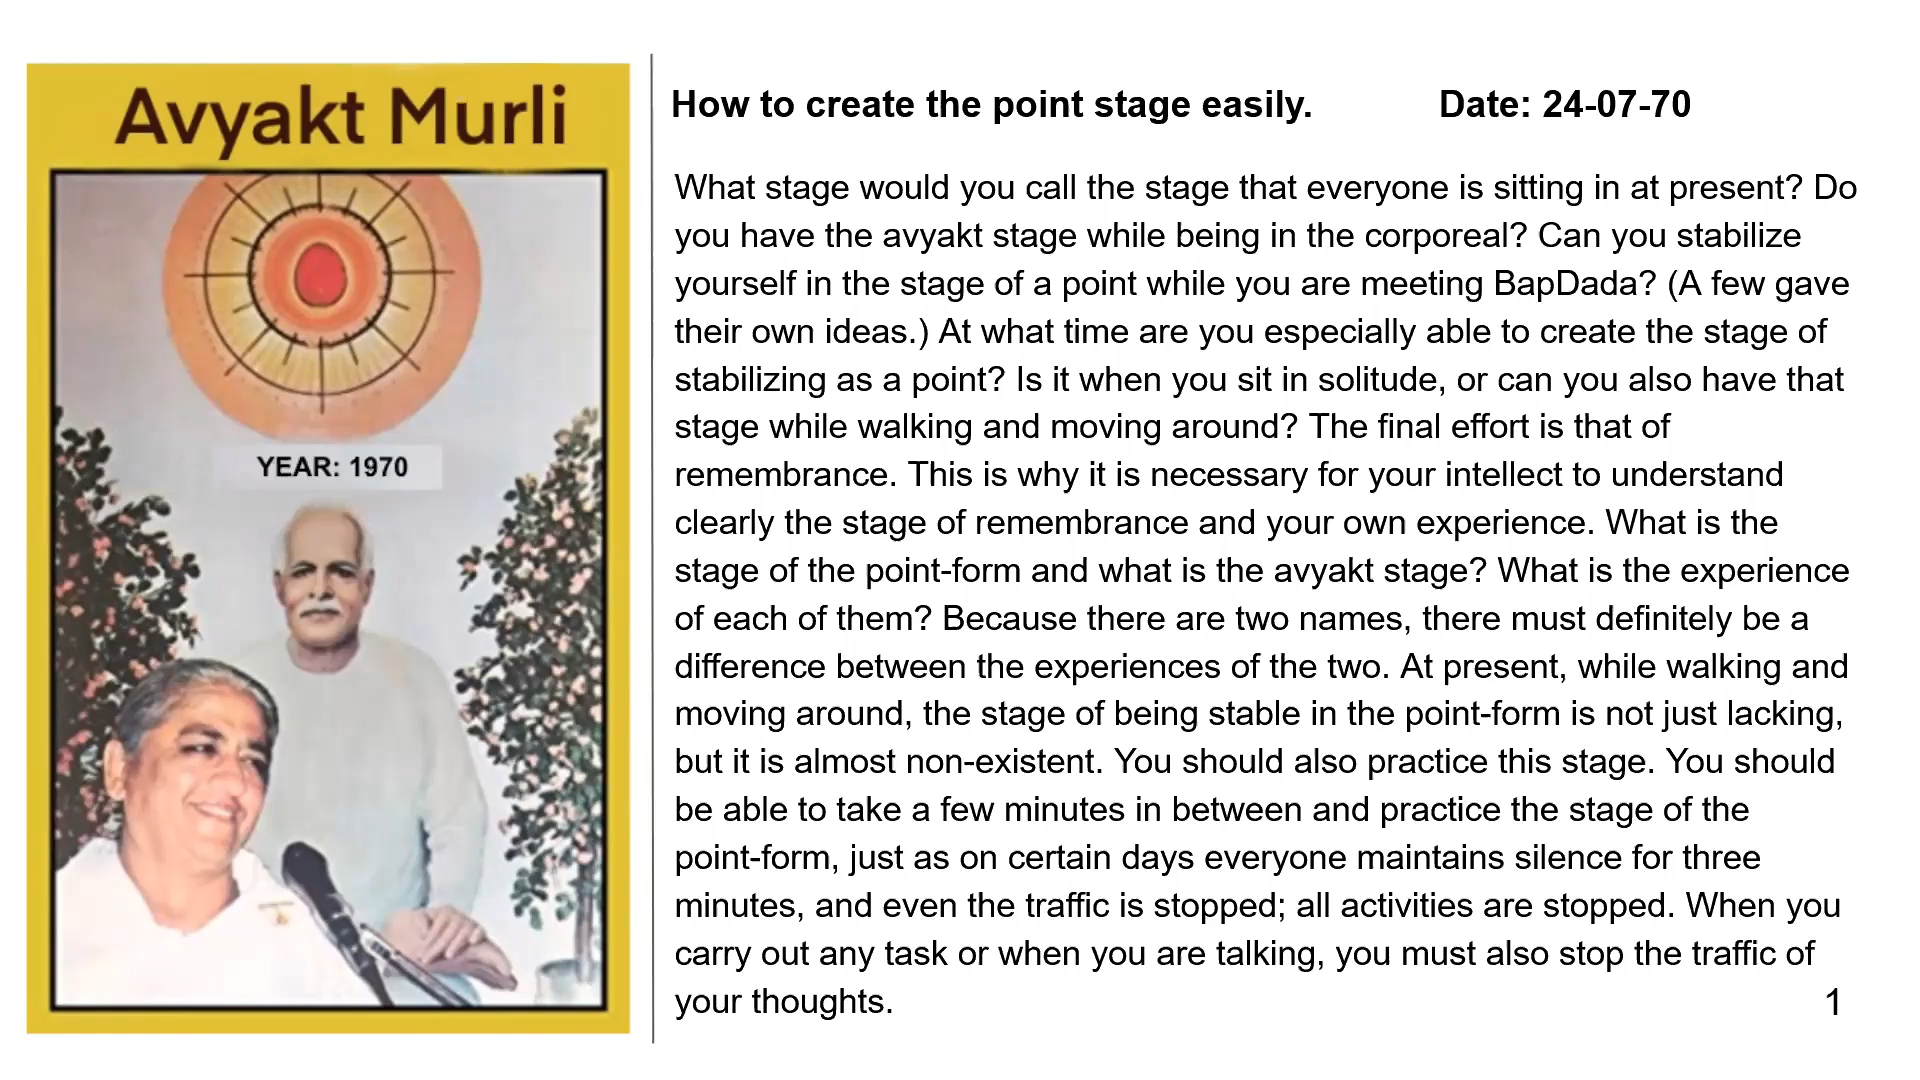 Avyakt Murli
YEAR: 1970
How to create the point stage easily. Date: 24-07-70
What stage would you call the stage that everyone is sitting in at present? Do
you have the avyakt stage while being in the corporeal? Can you stabilize
yourself in the stage of a point while you are meeting BapDada? (A few gave
their own ideas.) At what time are you especially able to create the stage of
stabilizing as a point? Is it when you sit in solitude, or can you also have that
stage while walking and moving around? The final effort is that of
remembrance. This is why it is necessary for your intellect to understand
clearly the stage of remembrance and your own experience. What is the
stage of the point-form and what is the avyakt stage? What is the experience
of each of them? Because there are two names, there must definitely be a
difference between the experiences of the two. At present, while walking and
moving around, the stage of being stable in the point-form is not just lacking,
but it is almost non-existent. You should also practice this stage. You should
be able to take a few minutes in between and practice the stage of the
point-form, just as on certain days everyone maintains silence for three
minutes, and even the traffic is stopped; all activities are stopped. When you
carry out any task or when you are talking, you must also stop the traffic of
your thoughts.
1